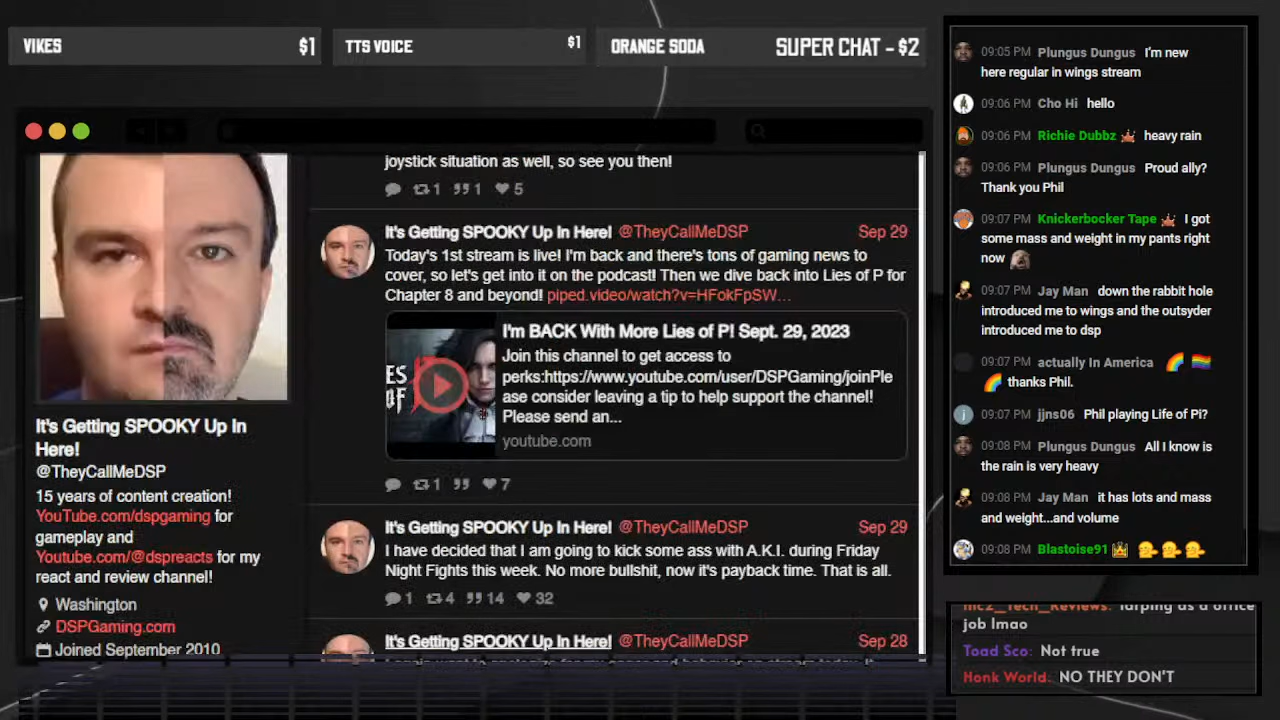 VIKES $1
TTS VOICE $1
ORANGE SODA SUPER CHAT - $2
It's Getting SPOOKY Up In
Here!
@TheyCallMeDSP
15 years of content creation!
YouTube.com/dspgaming for
gameplay and
Youtube.com/@dspreacts for my
react and review channel!
Washington
DSPGaming.com
Joined September 2010
joystick situation as well, so see you then!
1 1 5
It's Getting SPOOKY Up In Here! @TheyCallMeDSP Sep 29
Today's 1st stream is live! I'm back and there's tons of gaming news to
cover, so let's get into it on the podcast! Then we dive back into Lies of P for
Chapter 8 and beyond! piped.video/watch?v=HFokFpSW...
ES
OF
I'm BACK With More Lies of P! Sept. 29, 2023
Join this channel to get access to
perks:https://www.youtube.com/user/DSPGaming/joinPle
ase consider leaving a tip to help support the channel!
Please send an...
youtube.com
1 7
It's Getting SPOOKY Up In Here! @TheyCallMeDSP Sep 29
I have decided that I am going to kick some ass with A.K.I. during Friday
Night Fights this week. No more bullshit, now it's payback time. That is all.
1 4 14 32
It's Getting SPOOKY Up In Here! @TheyCallMeDSP Sep 28
09:05 PM Plungus Dungus I'm new
here regular in wings stream
09:06 PM Cho Hi hello
09:06 PM Richie Dubbz heavy rain
09:06 PM Plungus Dungus Proud ally?
Thank you Phil
09:07 PM Knickerbocker Tape I got
some mass and weight in my pants right
now
09:07 PM Jay Man down the rabbit hole
introduced me to wings and the outsyder
introduced me to dsp
09:07 PM actually In America 🌈 🏳️‍🌈
🌈 thanks Phil.
09:07 PM jjns06 Phil playing Life of Pi?
09:08 PM Plungus Dungus All I know is
the rain is very heavy
09:08 PM Jay Man it has lots and mass
and weight...and volume
09:08 PM Blastoise91
mc2_Tech_Reviews: larping as a office
job lmao
Toad Sco: Not true
Honk World: NO THEY DON'T